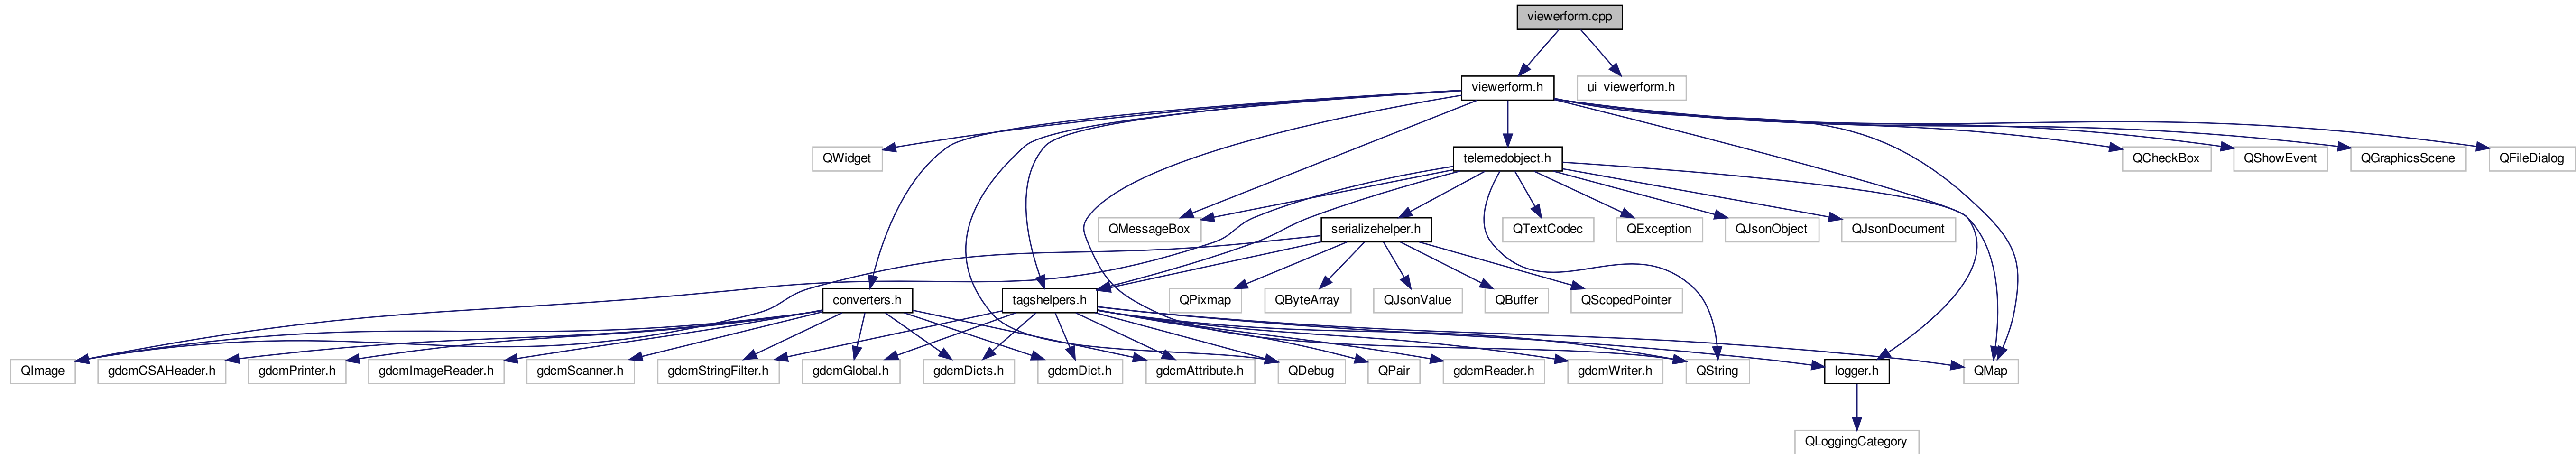 viewerform.cpp
viewerform.h
ui_viewerform.h
QWidget
telemedobject.h
QCheckBox
QShowEvent
QGraphicsScene
QFileDialog
QMessageBox
serializehelper.h
QTextCodec
QException
QJsonObject
QJsonDocument
converters.h
tagshelpers.h
QPixmap
QByteArray
QJsonValue
QBuffer
QScopedPointer
QImage
gdcmCSAHeader.h
gdcmPrinter.h
gdcmImageReader.h
gdcmScanner.h
gdcmStringFilter.h
gdcmGlobal.h
gdcmDicts.h
gdcmDict.h
gdcmAttribute.h
QDebug
QPair
gdcmReader.h
gdcmWriter.h
QString
logger.h
QMap
QLoggingCategory